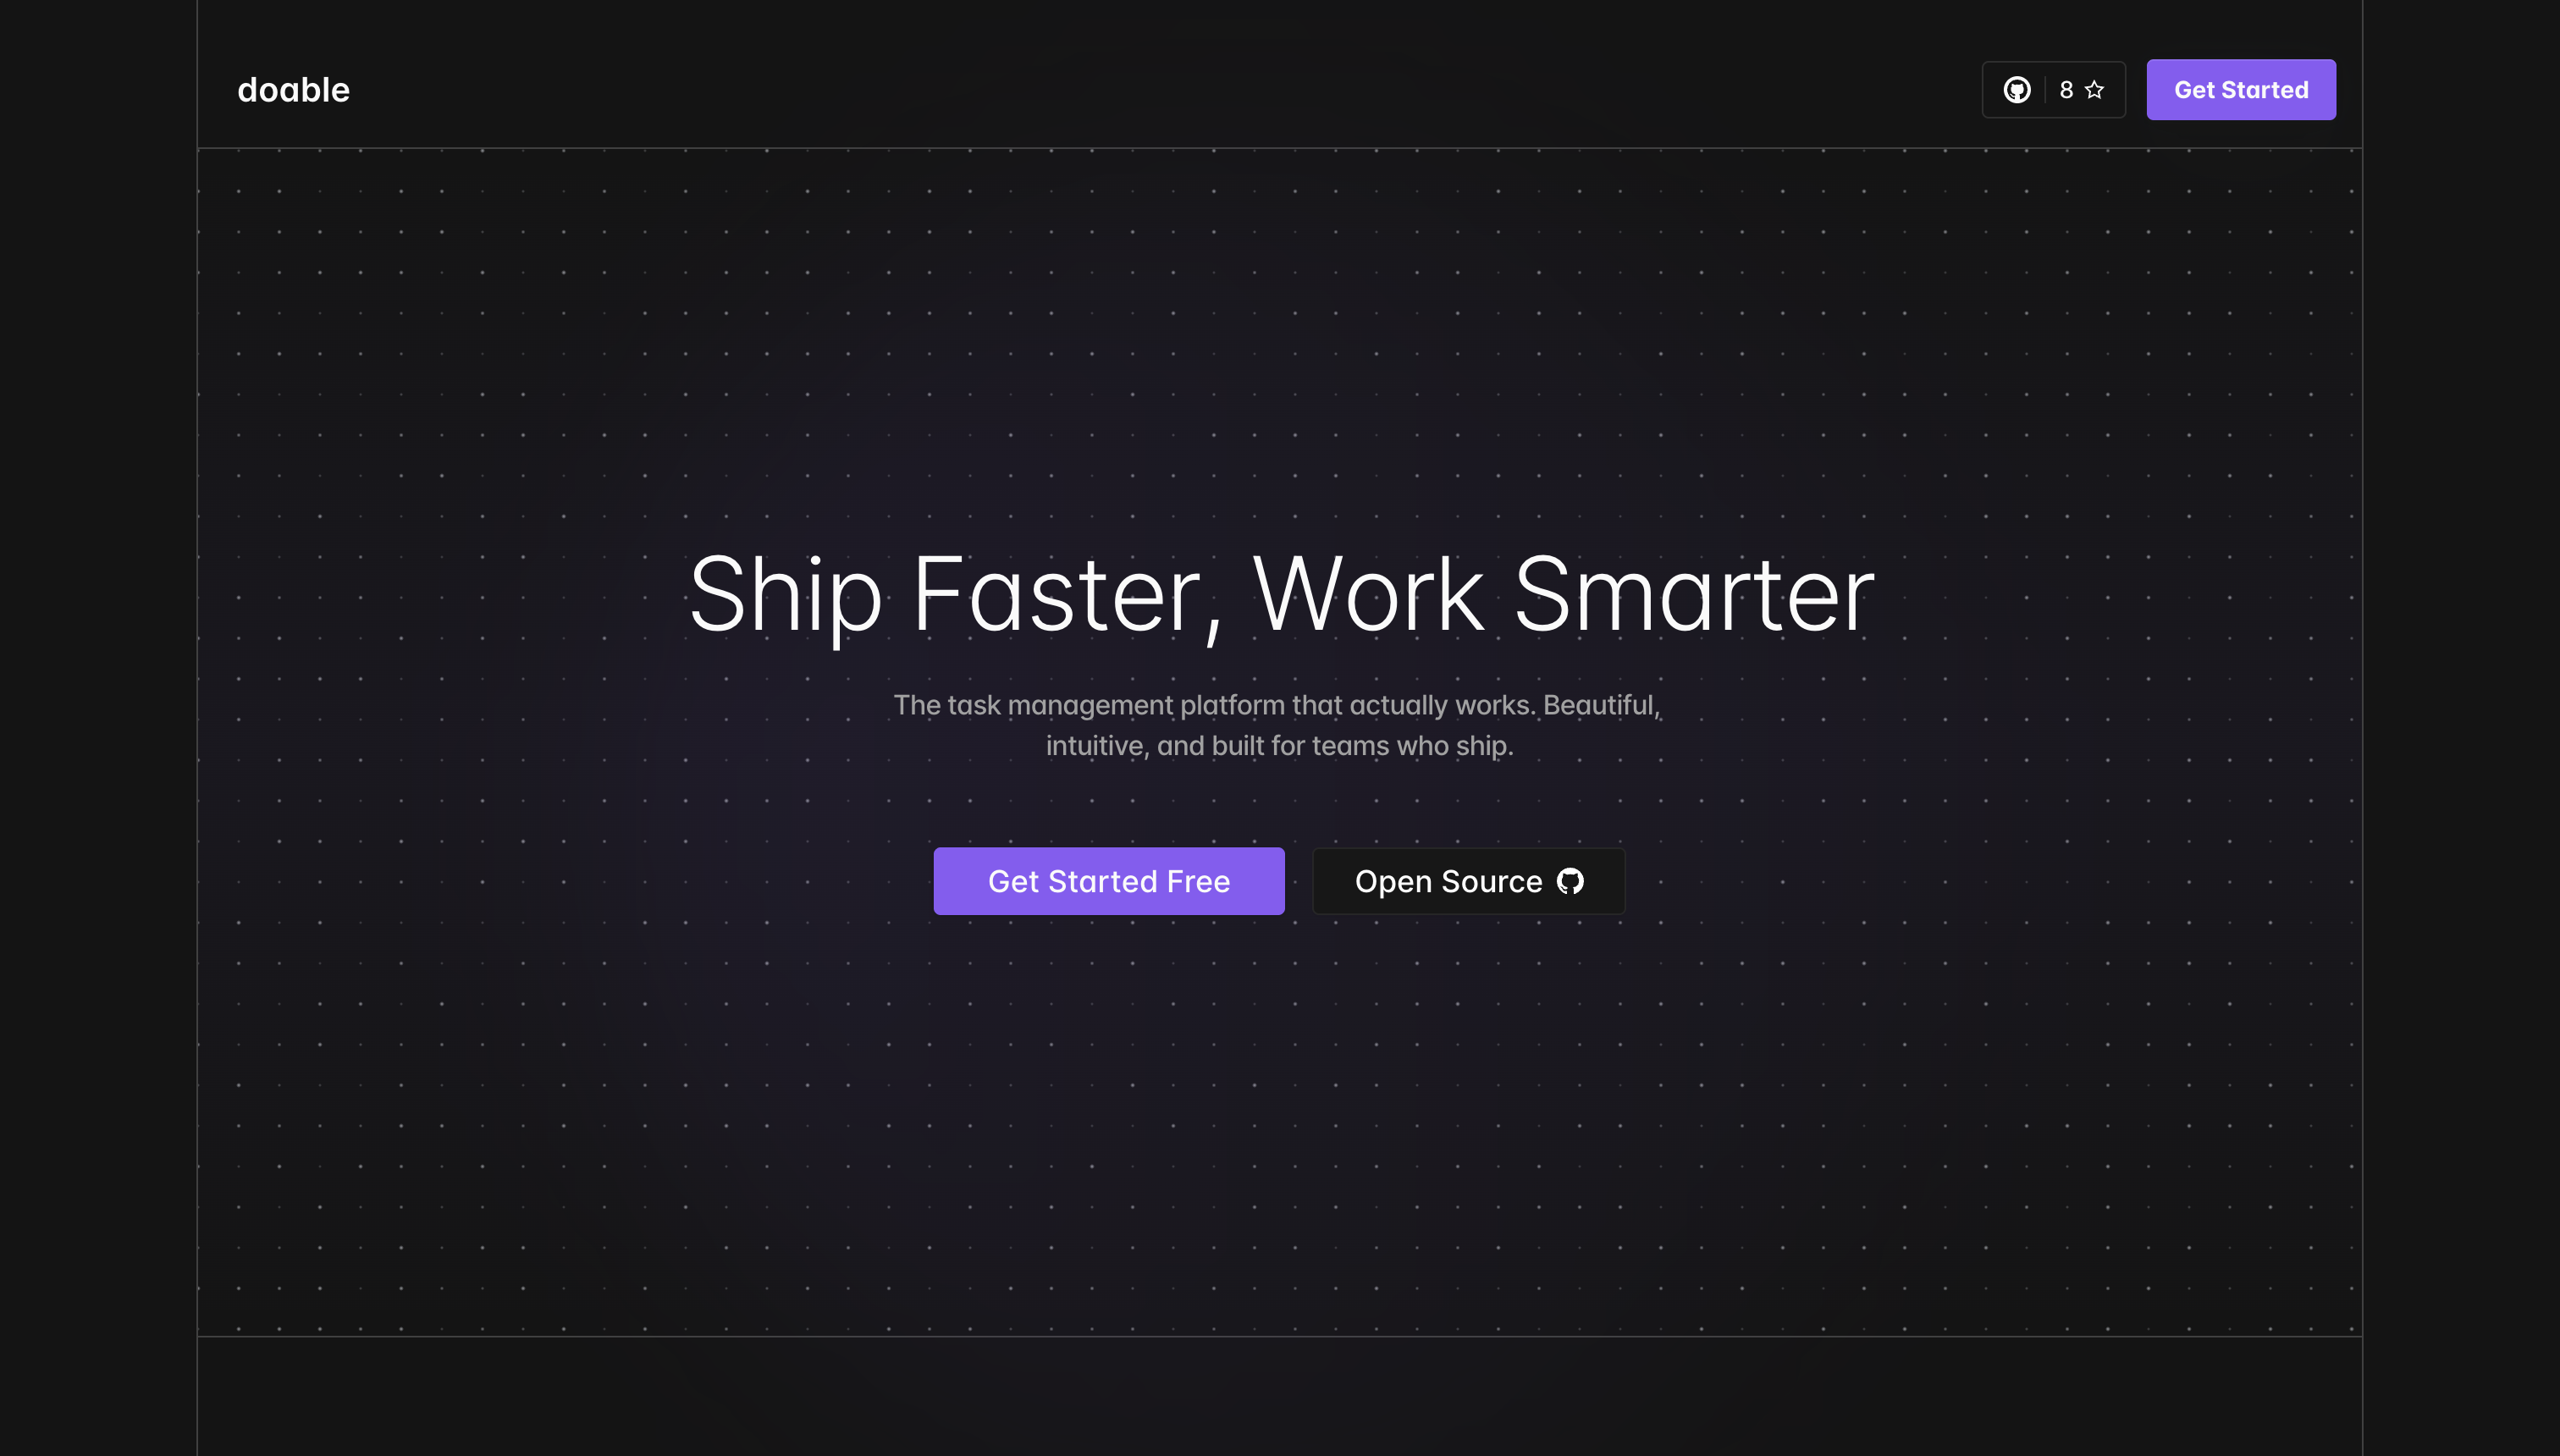 doable
8
Get Started
Ship Faster, Work Smarter
The task management platform that actually works. Beautiful,
intuitive, and built for teams who ship.
Get Started Free
Open Source